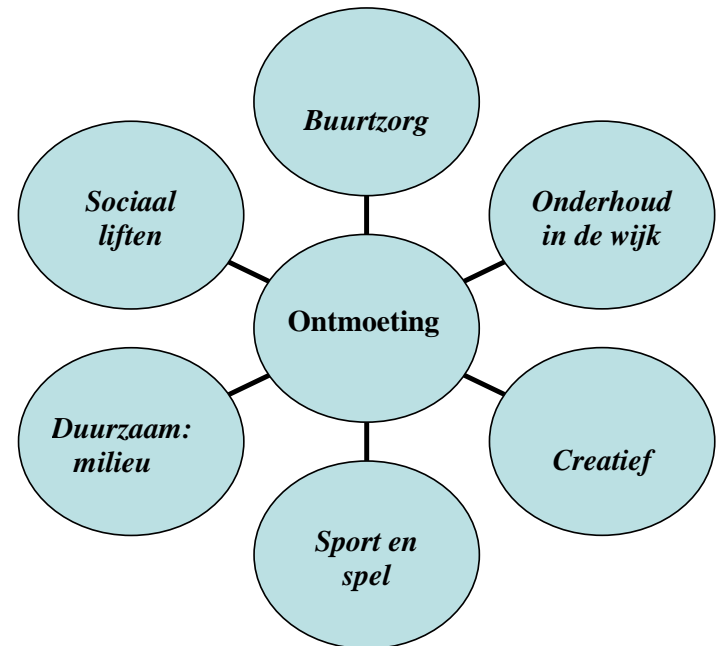 Buurtzorg
Sociaal
liften
Onderhoud
in de wijk
Ontmoeting
Duurzaam:
milieu
Creatief
Sport en
spel